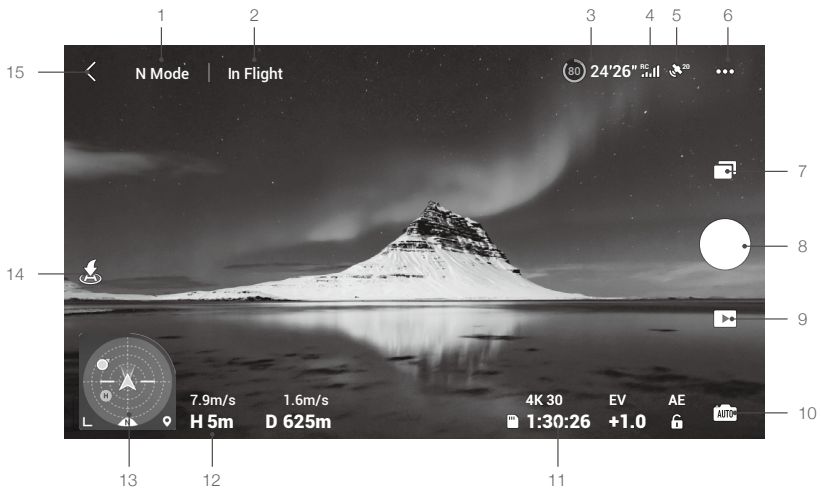 1 2 3 4 5 6
15 N Mode | In Flight 80 24'26" RC 20
7
8
14
9
7.9m/s 1.6m/s 4K 30 EV AE
H 5m D 625m 1:30:26 +1.0 AUTO 10
H
N
13 12 11